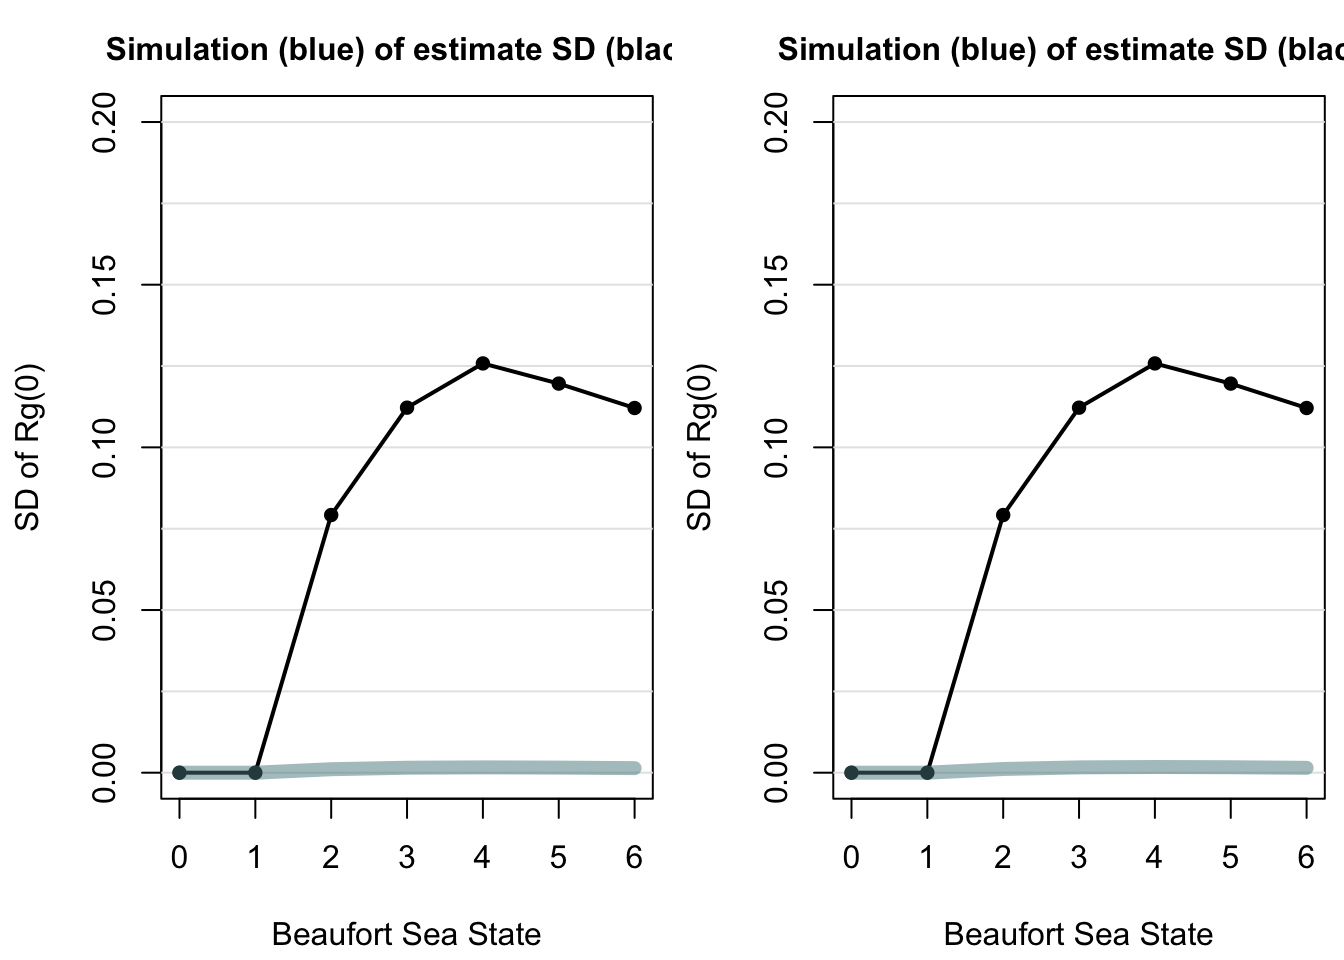 Simulation (blue) of estimate SD (blac
0.20
0.15
0.10
0.05
0.00
SD of Rg(0)
0 1 2 3 4 5 6
Beaufort Sea State
Simulation (blue) of estimate SD (blac
0.20
0.15
0.10
0.05
0.00
SD of Rg(0)
0 1 2 3 4 5 6
Beaufort Sea State